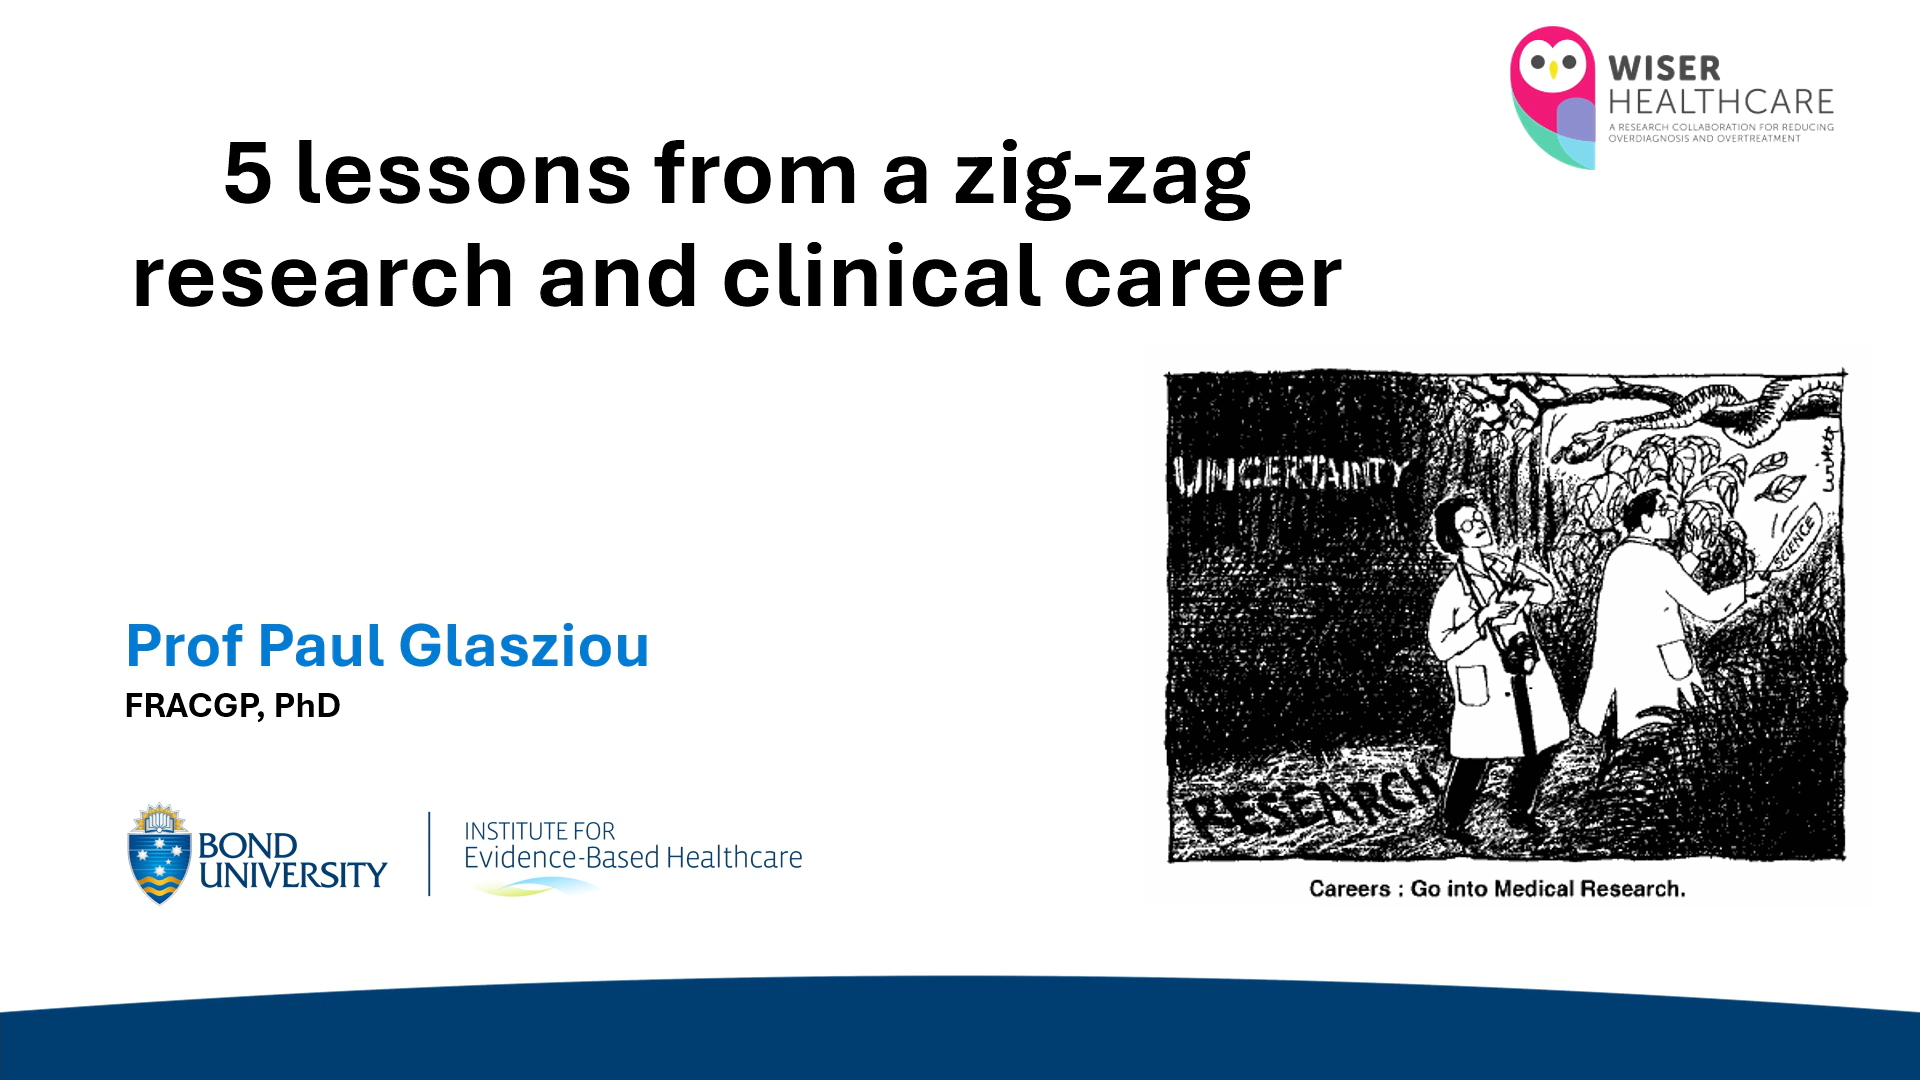 WISER
HEALTHCARE
A RESEARCH COLLABORATION FOR REDUCING
OVERDIAGNOSIS AND OVERTREATMENT
5 lessons from a zig-zag
research and clinical career
UNCERTAINTY
SCIENCE
RESEARCH
Careers : Go into Medical Research.
Prof Paul Glasziou
FRACGP, PhD
BOND
UNIVERSITY
INSTITUTE FOR
Evidence-Based Healthcare